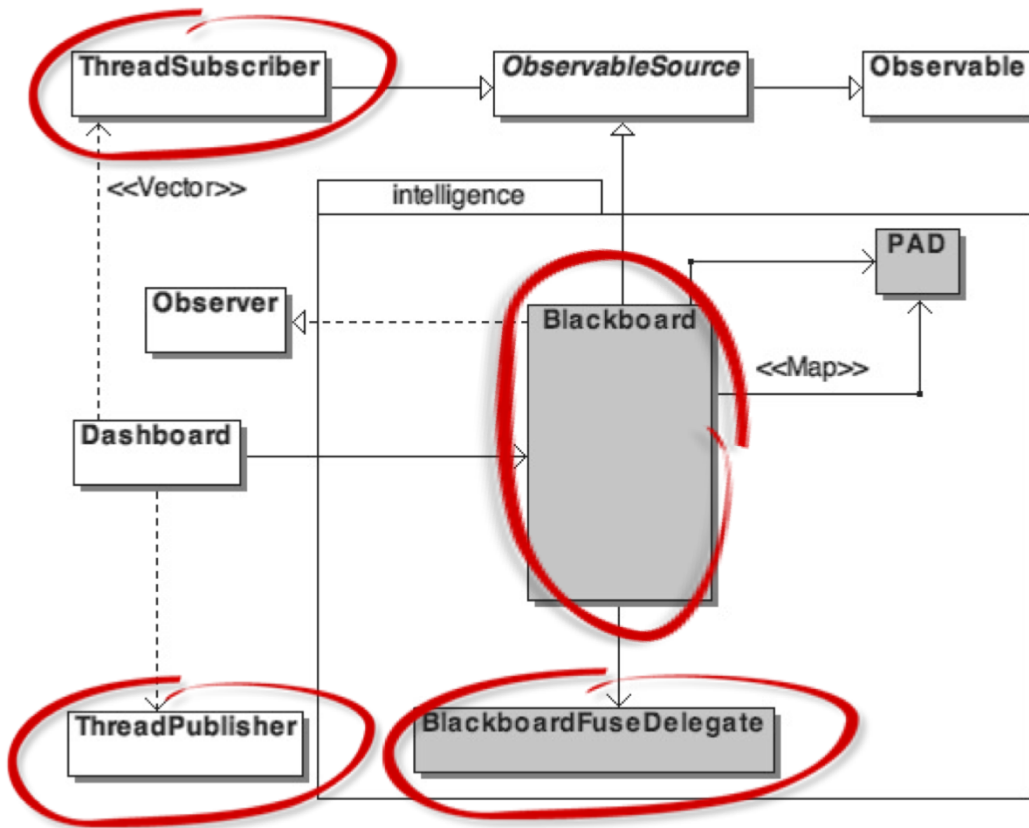 ThreadSubscriber
ObservableSource
Observable
<<Vector>>
intelligence
PAD
Observer
Blackboard
<<Map>>
Dashboard
ThreadPublisher
BlackboardFuseDelegate